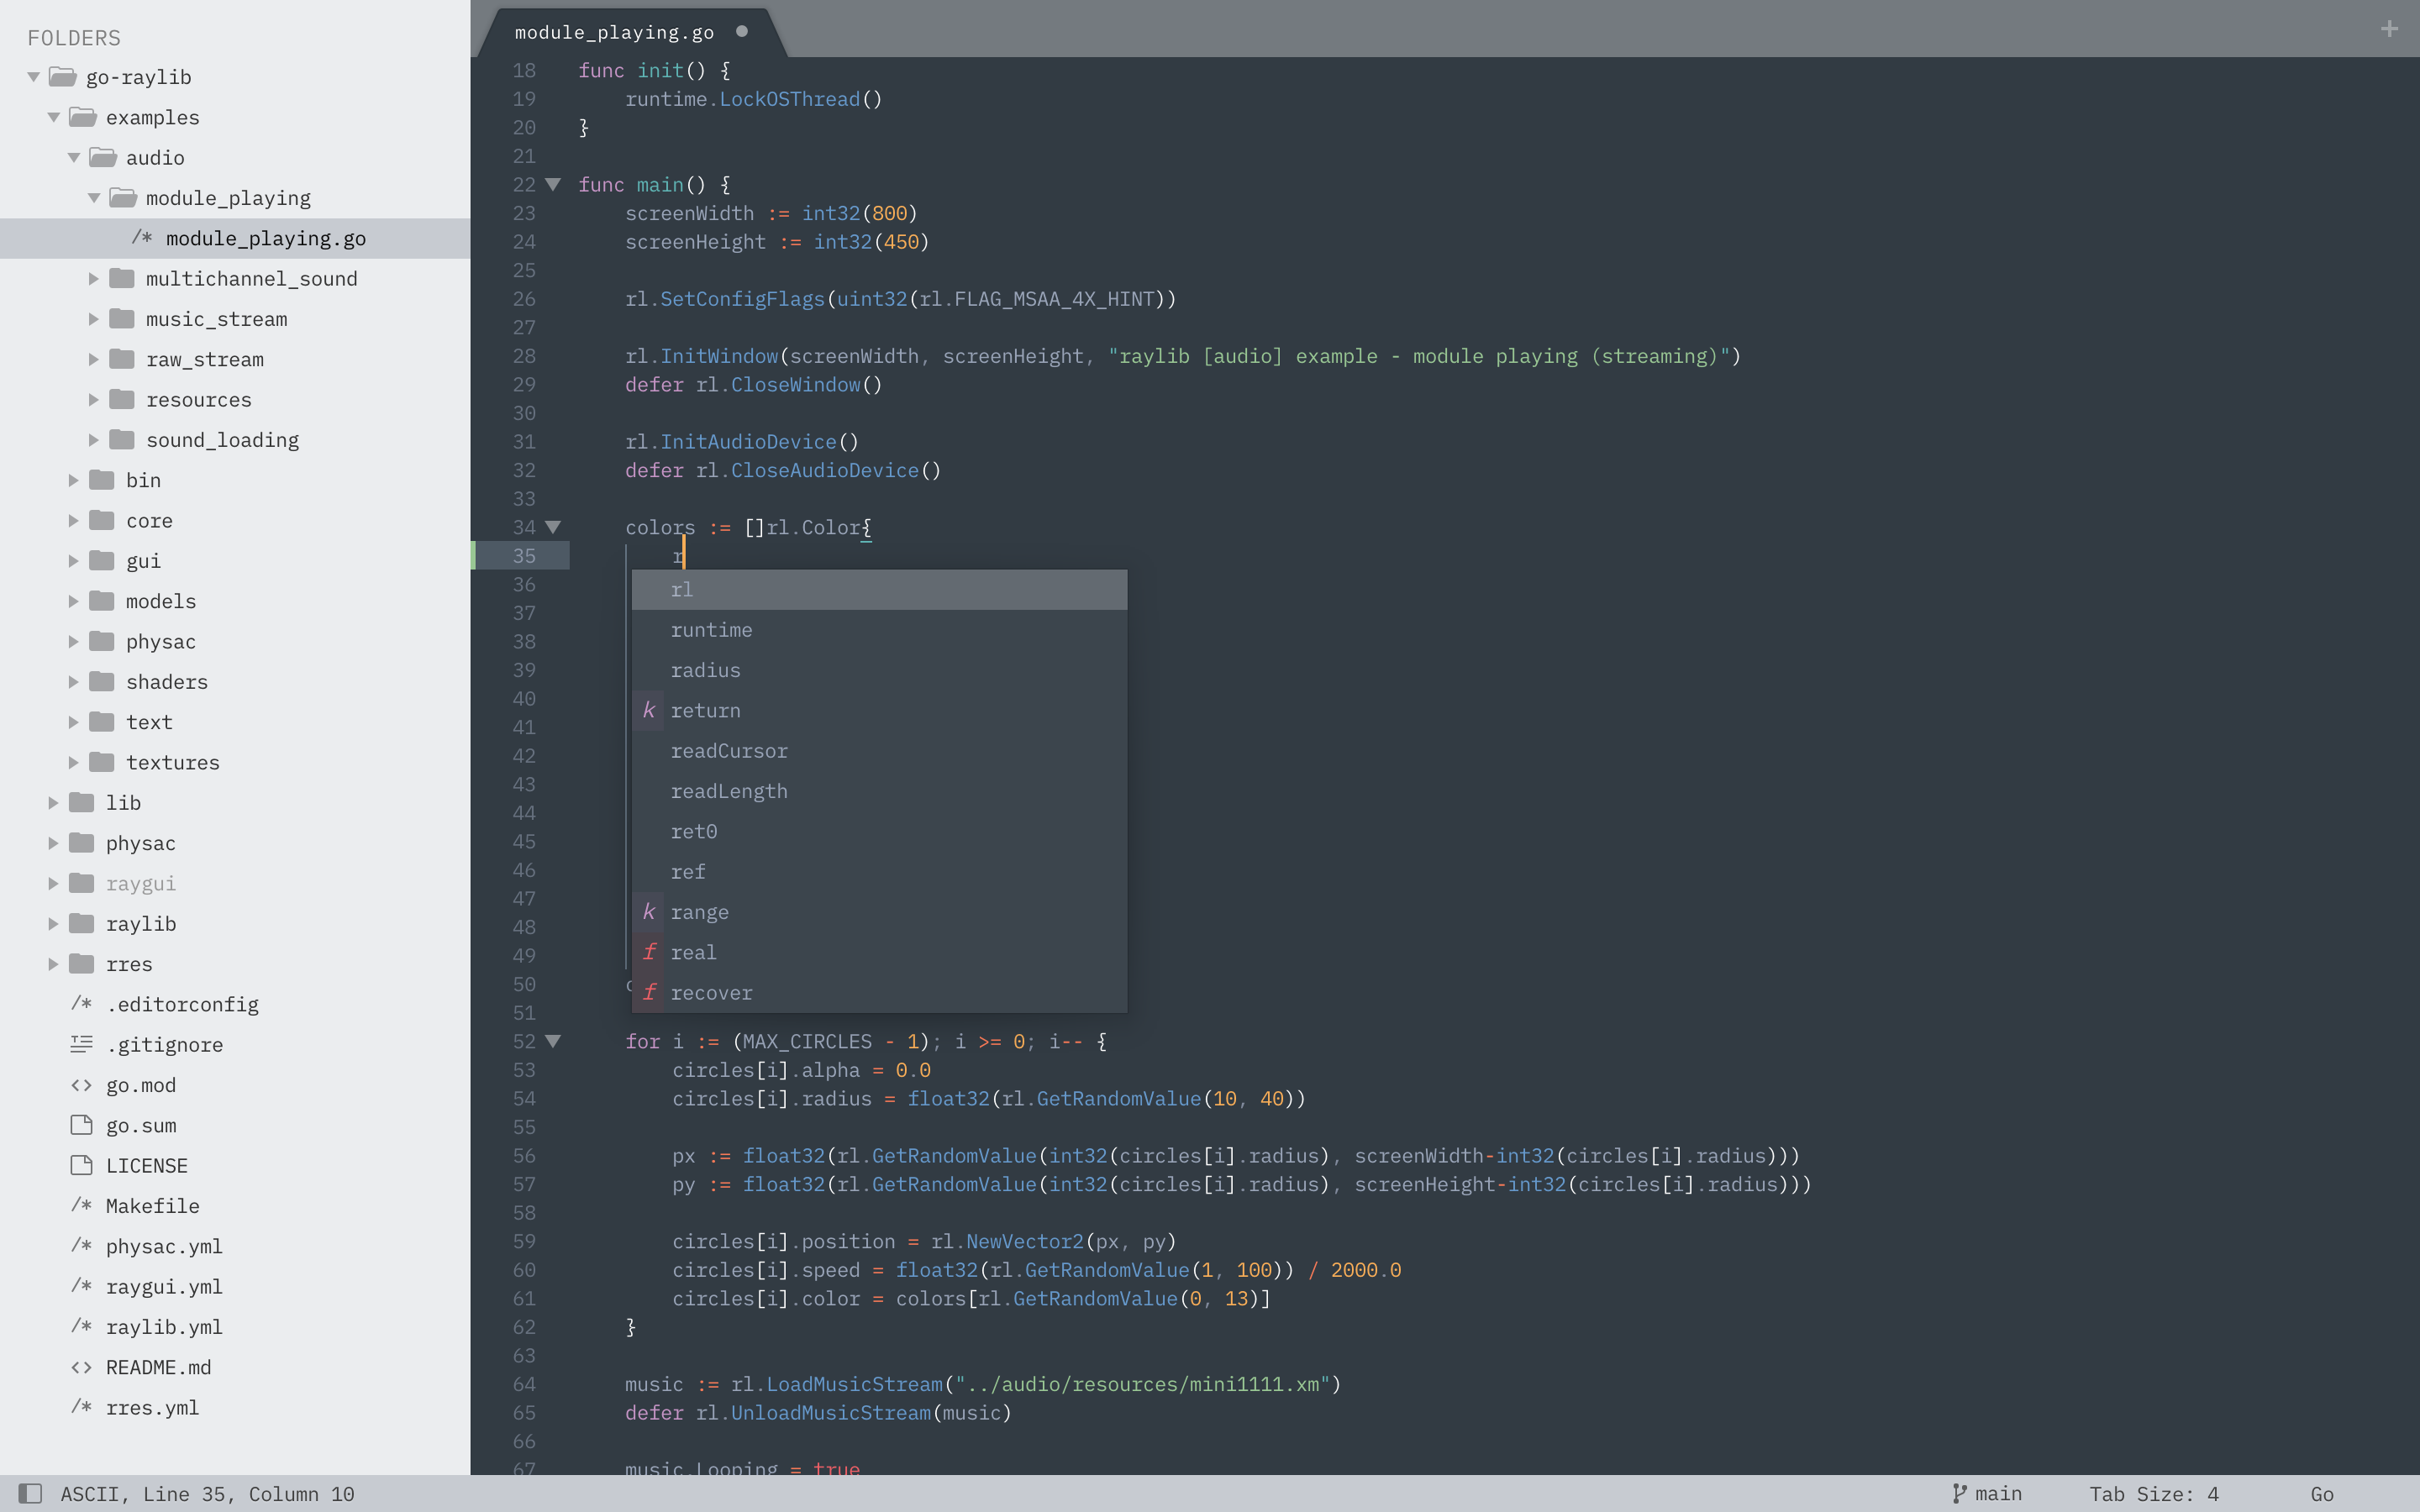 FOLDERS
go-raylib
examples
audio
module_playing
/* module_playing.go
multichannel_sound
music_stream
raw_stream
resources
sound_loading
bin
core
gui
models
physac
shaders
text
textures
lib
physac
raygui
raylib
rres
/* .editorconfig
.gitignore
<> go.mod
go.sum
LICENSE
/* Makefile
/* physac.yml
/* raygui.yml
/* raylib.yml
<> README.md
/* rres.yml
module_playing.go
+
18 func init() {
19 runtime.LockOSThread()
20 }
21
22 func main() {
23 screenWidth := int32(800)
24 screenHeight := int32(450)
25
26 rl.SetConfigFlags(uint32(rl.FLAG_MSAA_4X_HINT))
27
28 rl.InitWindow(screenWidth, screenHeight, "raylib [audio] example - module playing (streaming)")
29 defer rl.CloseWindow()
30
31 rl.InitAudioDevice()
32 defer rl.CloseAudioDevice()
33
34 colors := []rl.Color{
35 r
36
37
38
39
40
41
42
43
44
45
46
47
48
49
50
51
rl
runtime
radius
k return
readCursor
readLength
ret0
ref
k range
f real
f recover
52 for i := (MAX_CIRCLES - 1); i >= 0; i-- {
53 circles[i].alpha = 0.0
54 circles[i].radius = float32(rl.GetRandomValue(10, 40))
55
56 px := float32(rl.GetRandomValue(int32(circles[i].radius), screenWidth-int32(circles[i].radius)))
57 py := float32(rl.GetRandomValue(int32(circles[i].radius), screenHeight-int32(circles[i].radius)))
58
59 circles[i].position = rl.NewVector2(px, py)
60 circles[i].speed = float32(rl.GetRandomValue(1, 100)) / 2000.0
61 circles[i].color = colors[rl.GetRandomValue(0, 13)]
62 }
63
64 music := rl.LoadMusicStream("../audio/resources/mini1111.xm")
65 defer rl.UnloadMusicStream(music)
66
67 music.Looping = true
ASCII, Line 35, Column 10
main
Tab Size: 4
Go